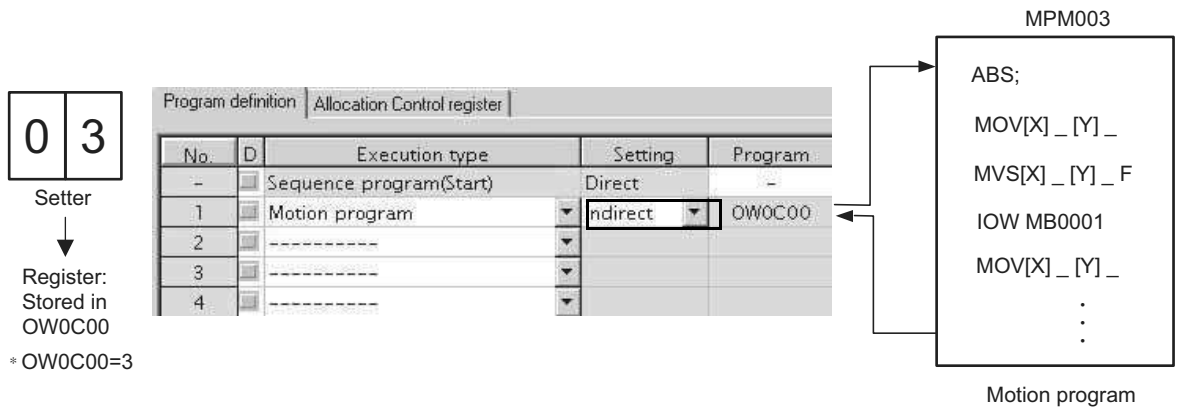 MPM003
ABS;
MOV[X] _ [Y] _
MVS[X] _ [Y] _ F
IOW MB0001
MOV[X] _ [Y] _
.
.
.
Motion program
0 3
Setter
Register:
Stored in
OW0C00
* OW0C00=3
Program definition Allocation Control register
No. D Execution type Setting Program
- Sequence program(Start) Direct -
1 Motion program ndirect OW0C00
2 ----------
3 ----------
4 ----------